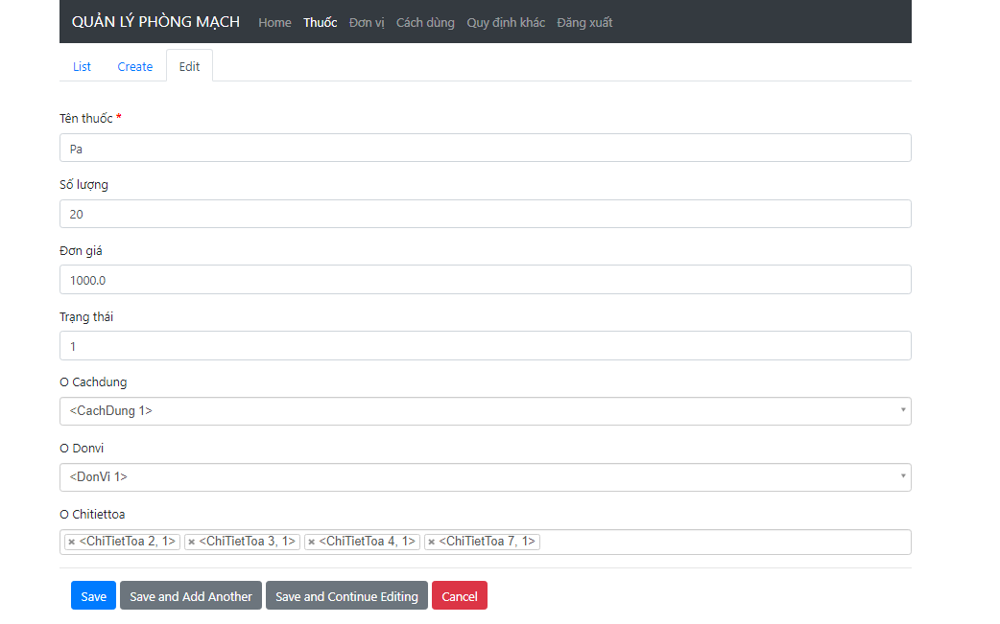 QUẢN LÝ PHÒNG MẠCH Home Thuốc Đơn vị Cách dùng Quy định khác Đăng xuất
List Create Edit
Tên thuốc *
Pa
Số lượng
20
Đơn giá
1000.0
Trạng thái
1
O Cachdung
<CachDung 1>
O Donvi
<DonVi 1>
O Chitiettoa
× <ChiTietToa 2, 1> × <ChiTietToa 3, 1> × <ChiTietToa 4, 1> × <ChiTietToa 7, 1>
Save Save and Add Another Save and Continue Editing Cancel